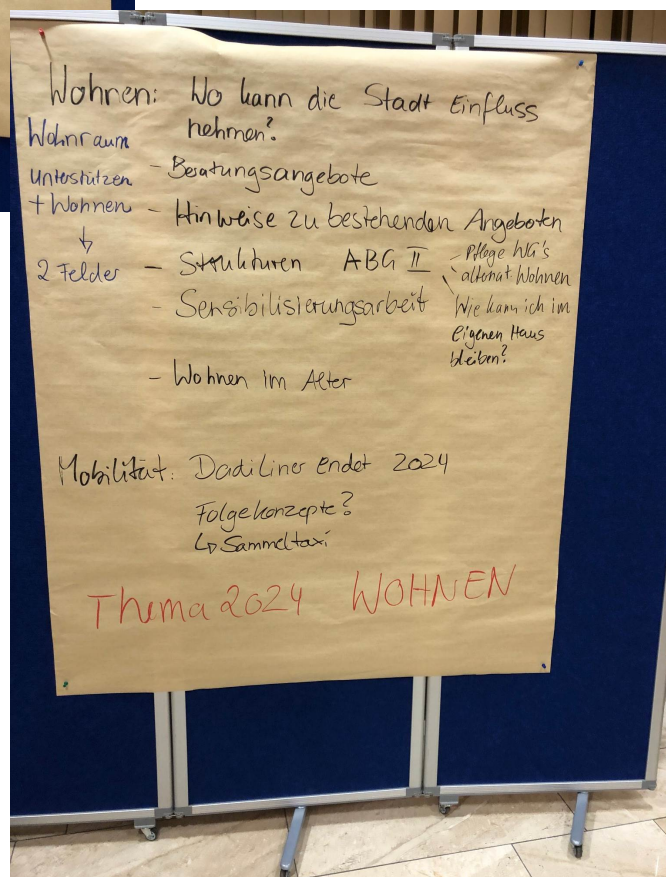 Wohnen: Wo kann die Stadt Einfluss
nehmen?
Wohnraum
unterstützen
+ Wohnen
↓
2 Felder
- Beratungsangebote
- Hinweise zu bestehenden Angeboten
- Strukturen ABG II
- Pflege WG's
- alternat Wohnen
\ Wie kann ich im
eigenen Haus
bleiben?
- Sensibilisierungsarbeit
- Wohnen im Alter
Mobilität: DadiLiner endet 2024
Folgekonzepte?
↳ Sammeltaxi
Thema 2024 WOHNEN